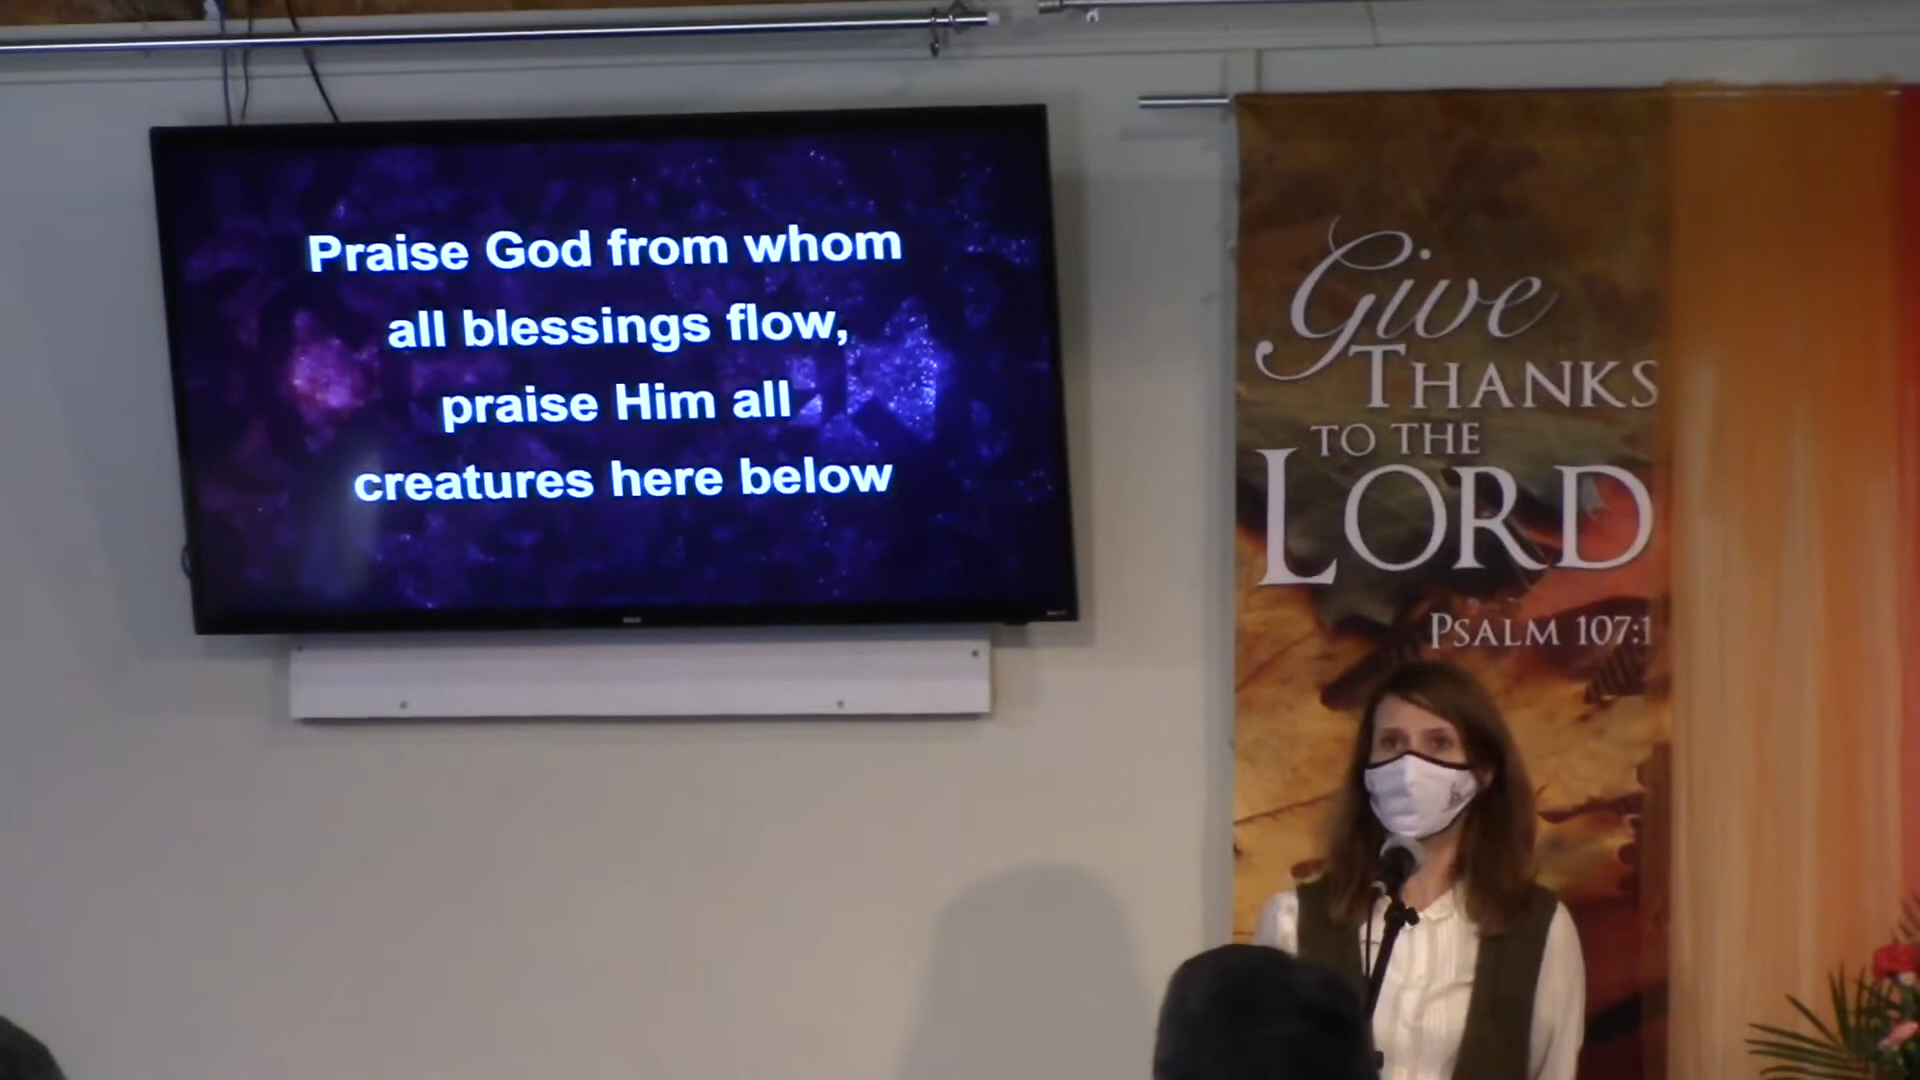 Praise God from whom
all blessings flow,
praise Him all
creatures here below
Give
THANKS
TO THE
LORD
PSALM 107:1